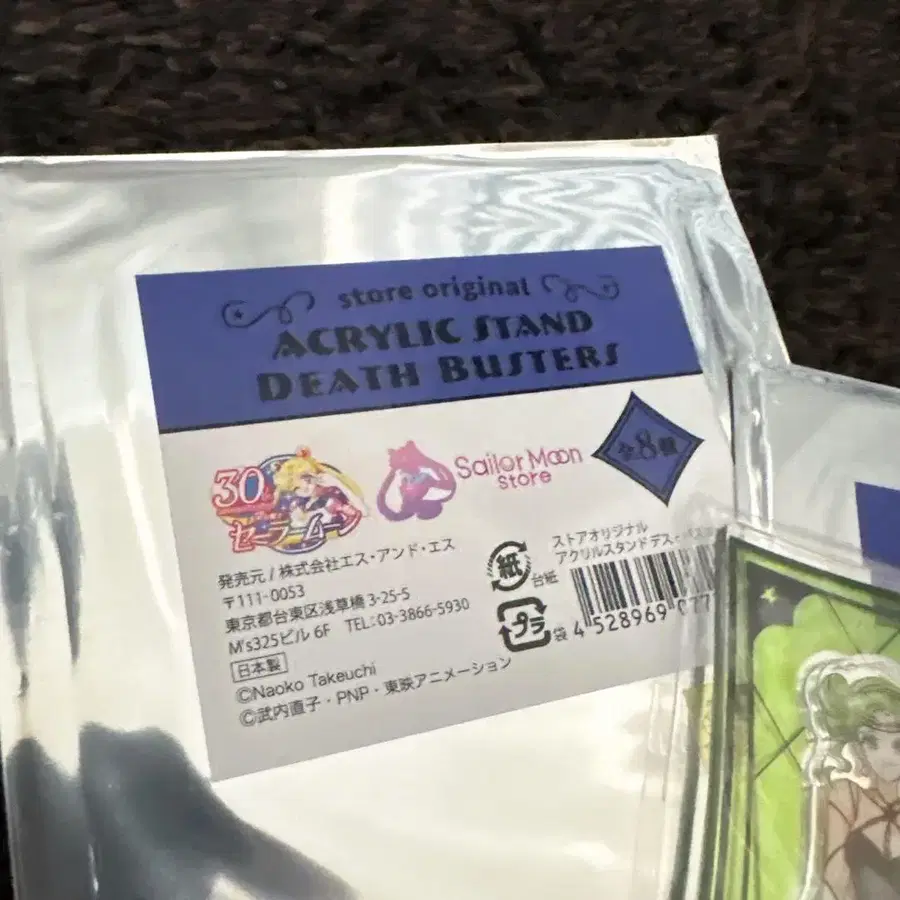 store original
ACRYLIC STAND
DEATH BUSTERS
30th
セーラームーン
Sailor Moon
store
全8種
ストアオリジナル
アクリルスタンド デス・バス
発売元 / 株式会社エス・アンド・エス
〒111-0053
東京都台東区浅草橋3-25-5
M's325ビル 6F TEL:03-3866-5930
日本製
©Naoko Takeuchi
©武内直子・PNP・東映アニメーション
紙 台紙
プラ 袋
4 528969 077